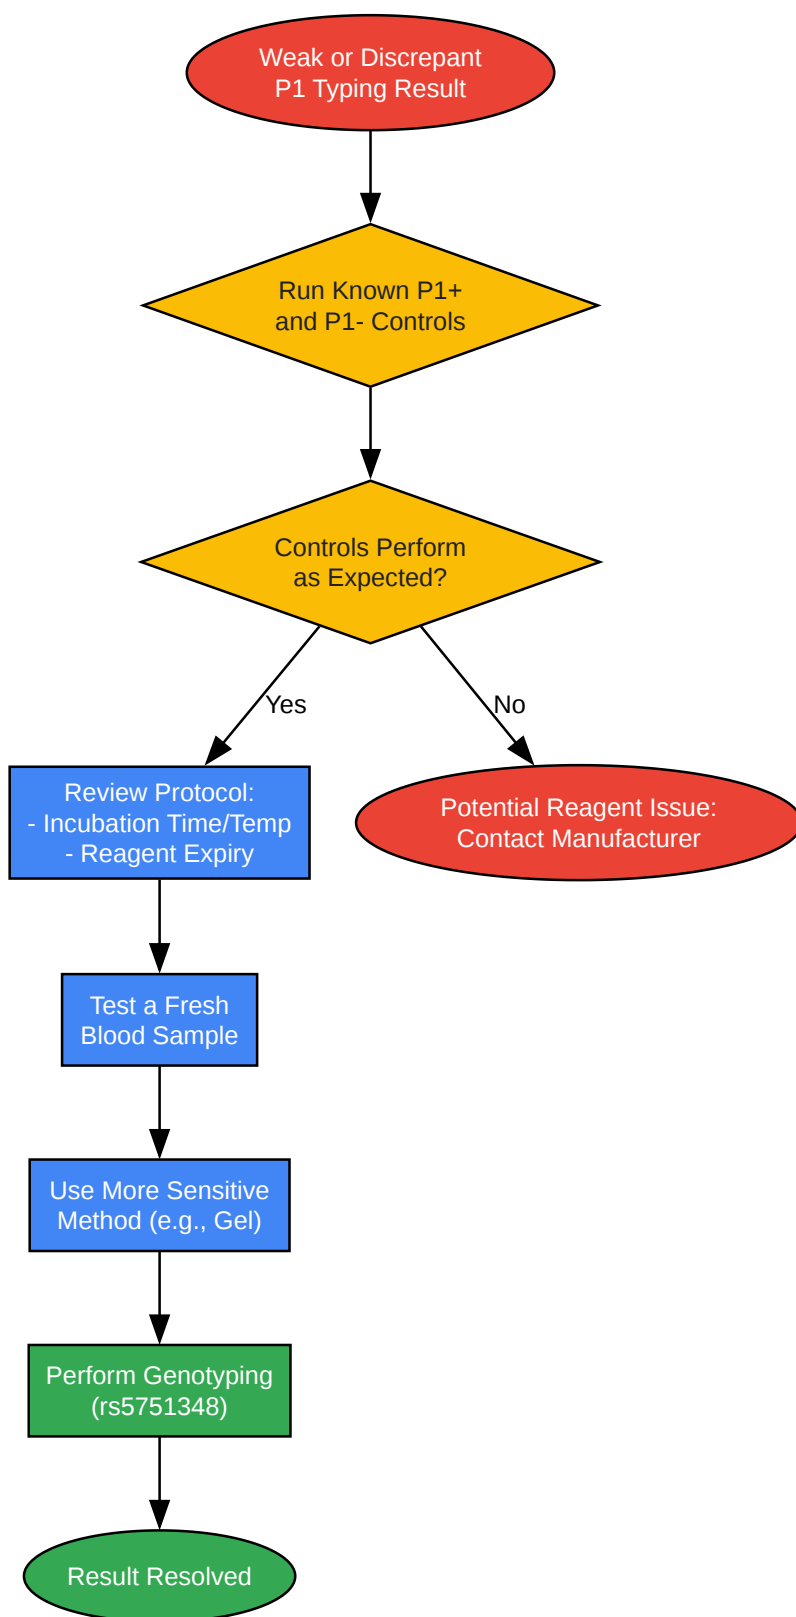 Weak or Discrepant
P1 Typing Result
Run Known P1+
and P1- Controls
Controls Perform
as Expected?
Yes
No
Review Protocol:
- Incubation Time/Temp
- Reagent Expiry
Potential Reagent Issue:
Contact Manufacturer
Test a Fresh
Blood Sample
Use More Sensitive
Method (e.g., Gel)
Perform Genotyping
(rs5751348)
Result Resolved